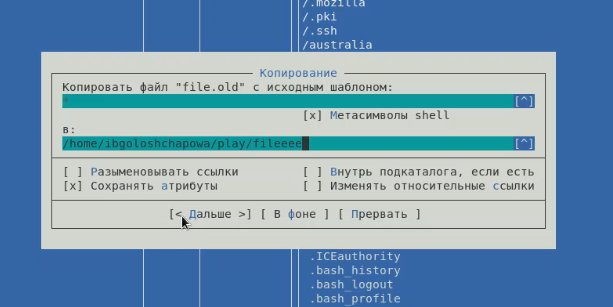 /.mozilla
/.pki
/.ssh
/australia
Копирование
Копировать файл "file.old" с исходным шаблоном:
*
[^]
[x] Метасимволы shell
в:
/home/ibgoloshchapowa/play/fileeee
[^]
[ ] Разыменовывать ссылки [ ] Внутрь подкаталога, если есть
[x] Сохранять атрибуты [ ] Изменять относительные ссылки
[< Дальше >] [ В фоне ] [ Прервать ]
.ICEauthority
.bash_history
.bash_logout
.bash_profile